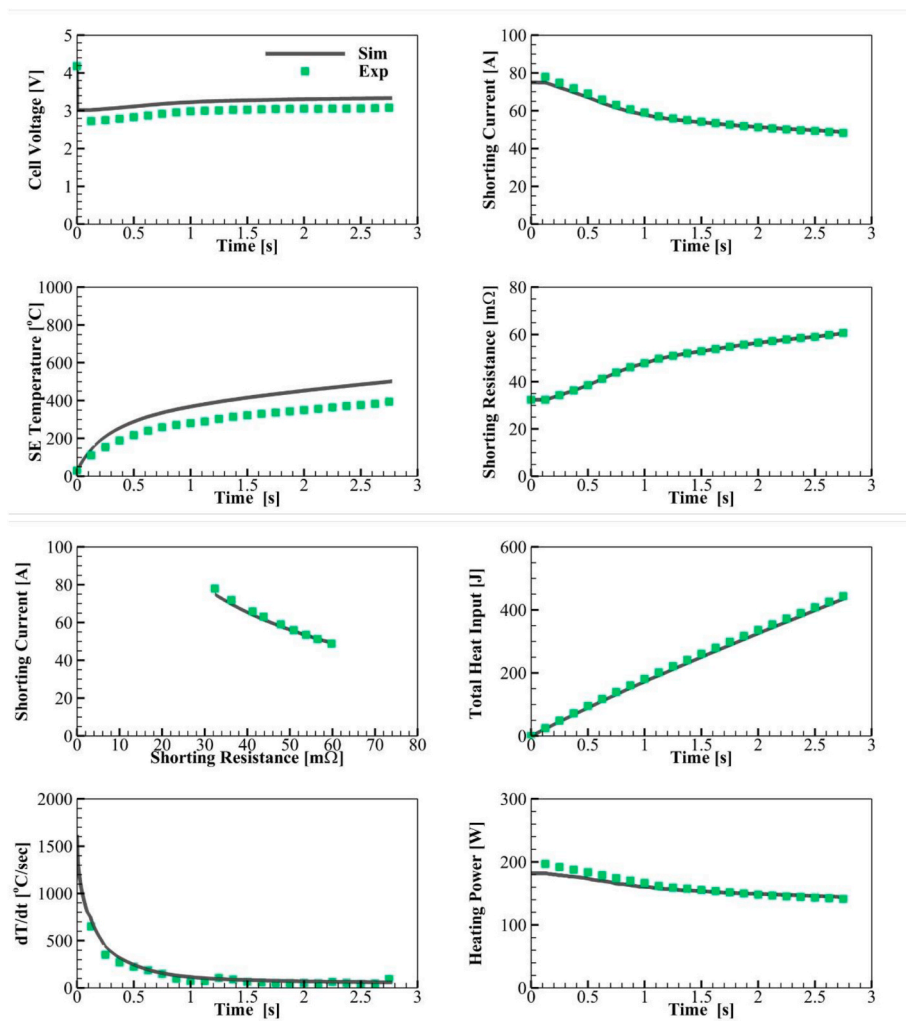 Cell Voltage [V]
5
4
3
2
1
0
Sim
Exp
0 0.5 1 1.5 2 2.5 3
Time [s]
Shorting Current [A]
100
80
60
40
20
0
0 0.5 1 1.5 2 2.5 3
Time [s]
SE Temperature [°C]
1000
800
600
400
200
0
0 0.5 1 1.5 2 2.5 3
Time [s]
Shorting Resistance [mΩ]
80
60
40
20
0
0 0.5 1 1.5 2 2.5 3
Time [s]
Shorting Current [A]
100
80
60
40
20
0
0 10 20 30 40 50 60 70 80
Shorting Resistance [mΩ]
Total Heat Input [J]
600
400
200
0
0 0.5 1 1.5 2 2.5 3
Time [s]
dT/dt [°C/sec]
2000
1500
1000
500
0
0 0.5 1 1.5 2 2.5 3
Time [s]
Heating Power [W]
300
200
100
0
0 0.5 1 1.5 2 2.5 3
Time [s]